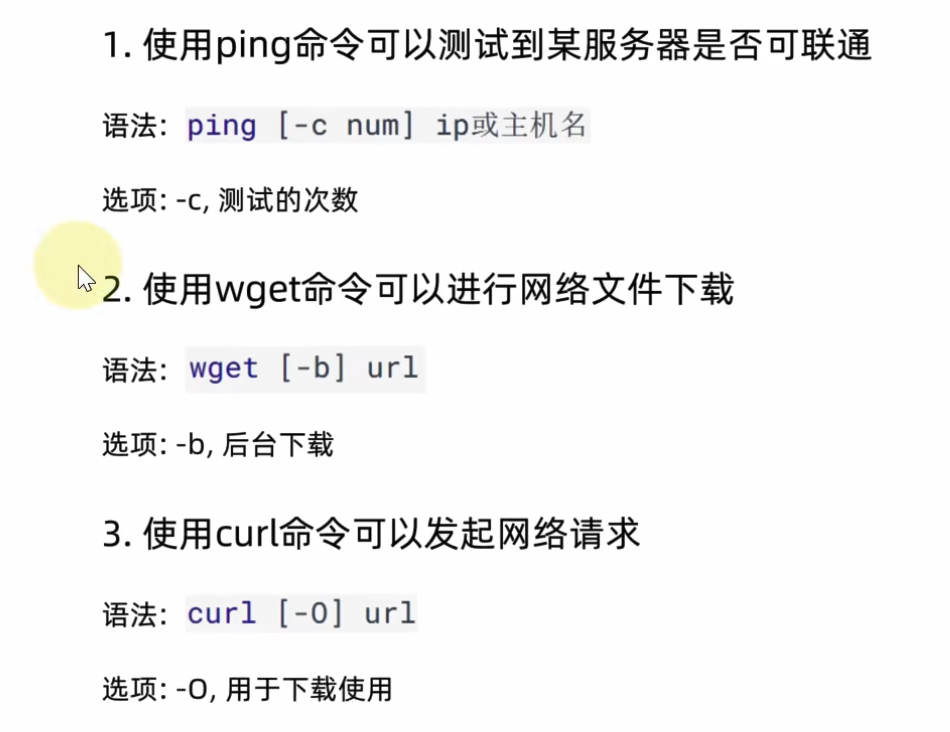 1. 使用ping命令可以测试到某服务器是否可联通
语法: ping [-c num] ip或主机名
选项: -c, 测试的次数
2. 使用wget命令可以进行网络文件下载
语法: wget [-b] url
选项: -b, 后台下载
3. 使用curl命令可以发起网络请求
语法: curl [-O] url
选项: -O, 用于下载使用